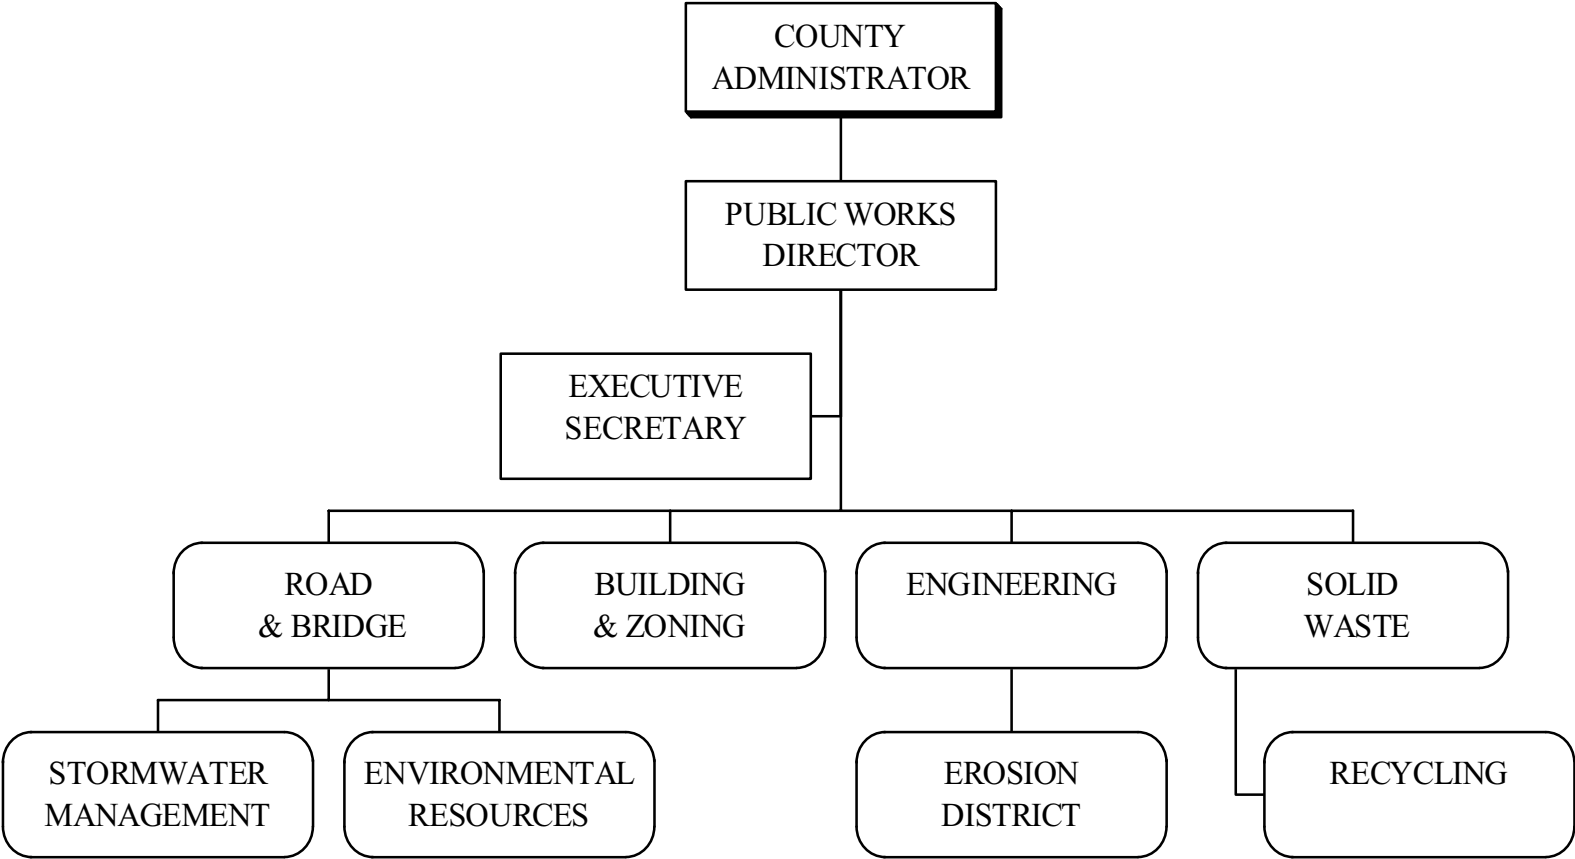 COUNTY
ADMINISTRATOR
PUBLIC WORKS
DIRECTOR
EXECUTIVE
SECRETARY
ROAD
& BRIDGE
BUILDING
& ZONING
ENGINEERING
SOLID
WASTE
STORMWATER
MANAGEMENT
ENVIRONMENTAL
RESOURCES
EROSION
DISTRICT
RECYCLING